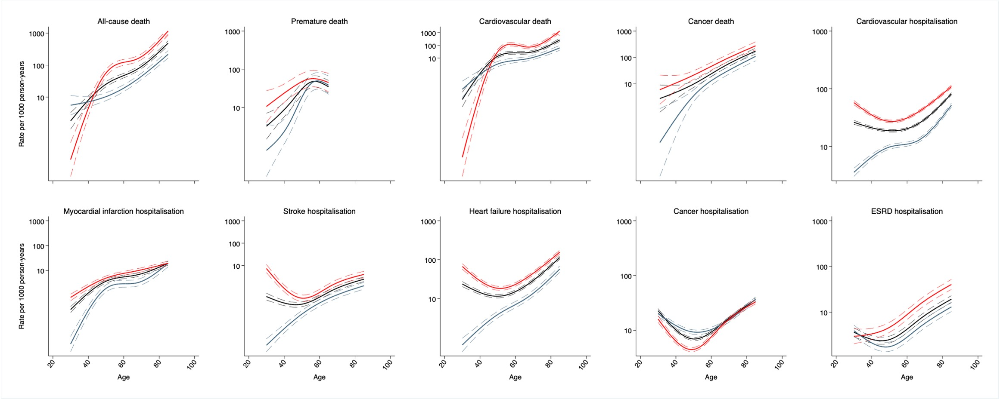 All-cause death
Premature death
Cardiovascular death
Cancer death
Cardiovascular hospitalisation
Rate per 1000 person-years
1000
100
10
1000
100
10
1000
100
10
1000
100
10
1000
100
10
Myocardial infarction hospitalisation
Stroke hospitalisation
Heart failure hospitalisation
Cancer hospitalisation
ESRD hospitalisation
Rate per 1000 person-years
1000
100
10
1000
100
10
1000
100
10
1000
100
10
1000
100
10
20 40 60 80 100
20 40 60 80 100
20 40 60 80 100
20 40 60 80 100
20 40 60 80 100
Age
Age
Age
Age
Age